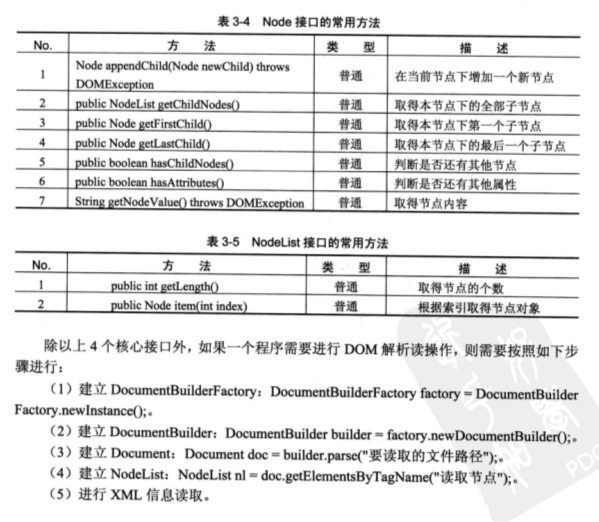 表 3-4 Node 接口的常用方法
No. 方 法 类 型 描 述
1 Node appendChild(Node newChild) throws DOMException 普通 在当前节点下增加一个新节点
2 public NodeList getChildNodes() 普通 取得本节点下的全部子节点
3 public Node getFirstChild() 普通 取得本节点下第一个子节点
4 public Node getLastChild() 普通 取得本节点下的最后一个子节点
5 public boolean hasChildNodes() 普通 判断是否还有其他节点
6 public boolean hasAttributes() 普通 判断是否还有其他属性
7 String getNodeValue() throws DOMException 普通 取得节点内容
表 3-5 NodeList 接口的常用方法
No. 方 法 类 型 描 述
1 public int getLength() 普通 取得节点的个数
2 public Node item(int index) 普通 根据索引取得节点对象
除以上 4 个核心接口外，如果一个程序需要进行 DOM 解析读操作，则需要按照如下步
骤进行：
（1）建立 DocumentBuilderFactory：DocumentBuilderFactory factory = DocumentBuilder
Factory.newInstance();。
（2）建立 DocumentBuilder：DocumentBuilder builder = factory.newDocumentBuilder();。
（3）建立 Document：Document doc = builder.parse("要读取的文件路径");。
（4）建立 NodeList：NodeList nl = doc.getElementsByTagName("读取节点");。
（5）进行 XML 信息读取。
PDG